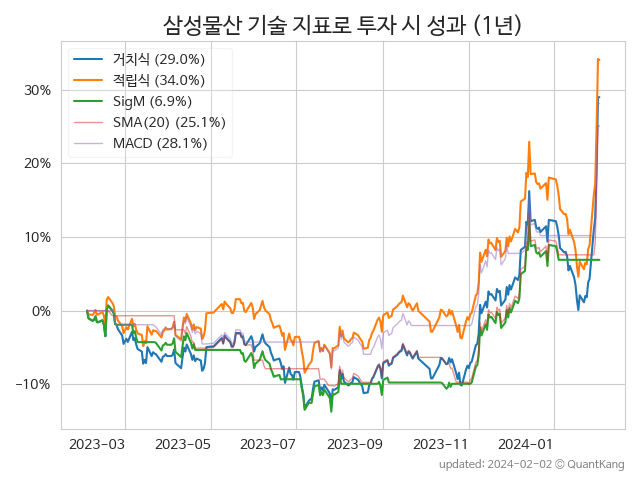 삼성물산 기술 지표로 투자 시 성과 (1년)
거치식 (29.0%)
적립식 (34.0%)
SigM (6.9%)
SMA(20) (25.1%)
MACD (28.1%)
30%
20%
10%
0%
−10%
2023-03 2023-05 2023-07 2023-09 2023-11 2024-01
updated: 2024-02-02 © QuantKang